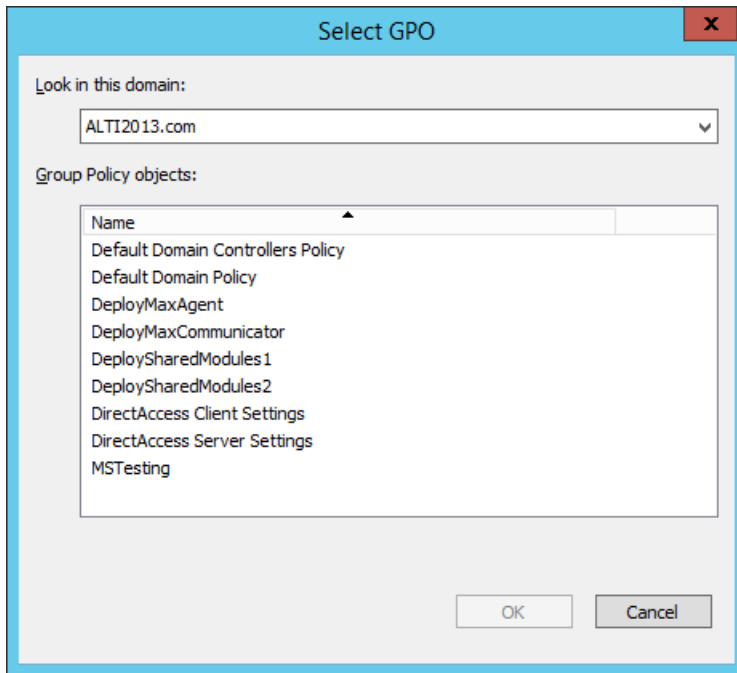 Select GPO
x
Look in this domain:
ALTI2013.com
Group Policy objects:
Name
Default Domain Controllers Policy
Default Domain Policy
DeployMaxAgent
DeployMaxCommunicator
DeploySharedModules1
DeploySharedModules2
DirectAccess Client Settings
DirectAccess Server Settings
MSTesting
OK Cancel